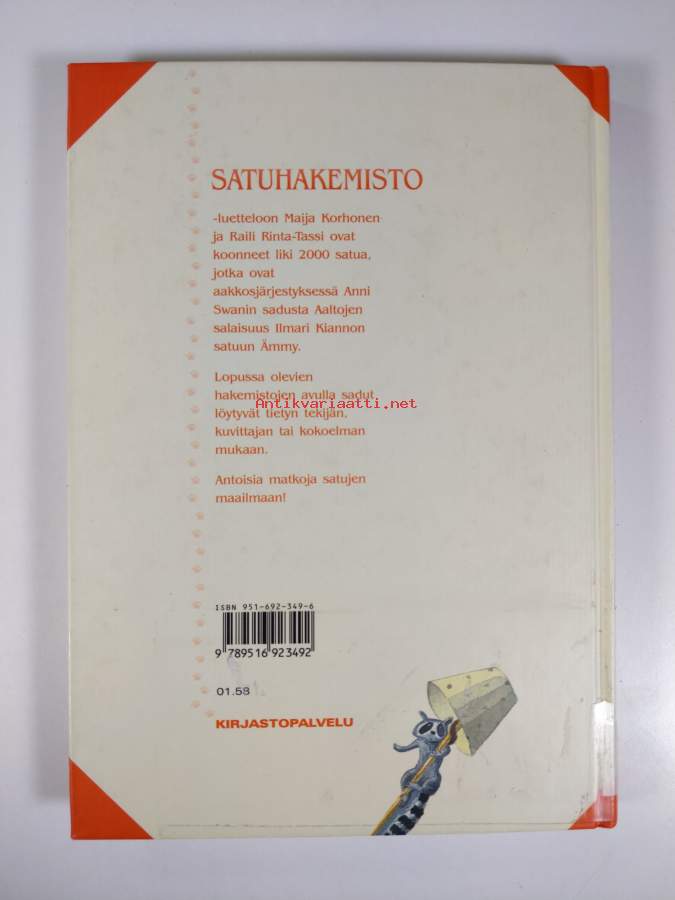 SATUHAKEMISTO
-luetteloon Maija Korhonen
ja Raili Rinta-Tassi ovat
koonneet liki 2000 satua,
jotka ovat
aakkosjärjestyksessä Anni
Swanin sadusta Aaltojen
salaisuus Ilmari Kiannon
satuun Ämmy.
Lopussa olevien
hakemistojen avulla sadut
Antikvariaatti.net
löytyvät tietyn tekijän,
kuvittajan tai kokoelman
mukaan.
Antoisia matkoja satujen
maailmaan!
ISBN 951-692-349-6
9 789516 923492
01.58
KIRJASTOPALVELU